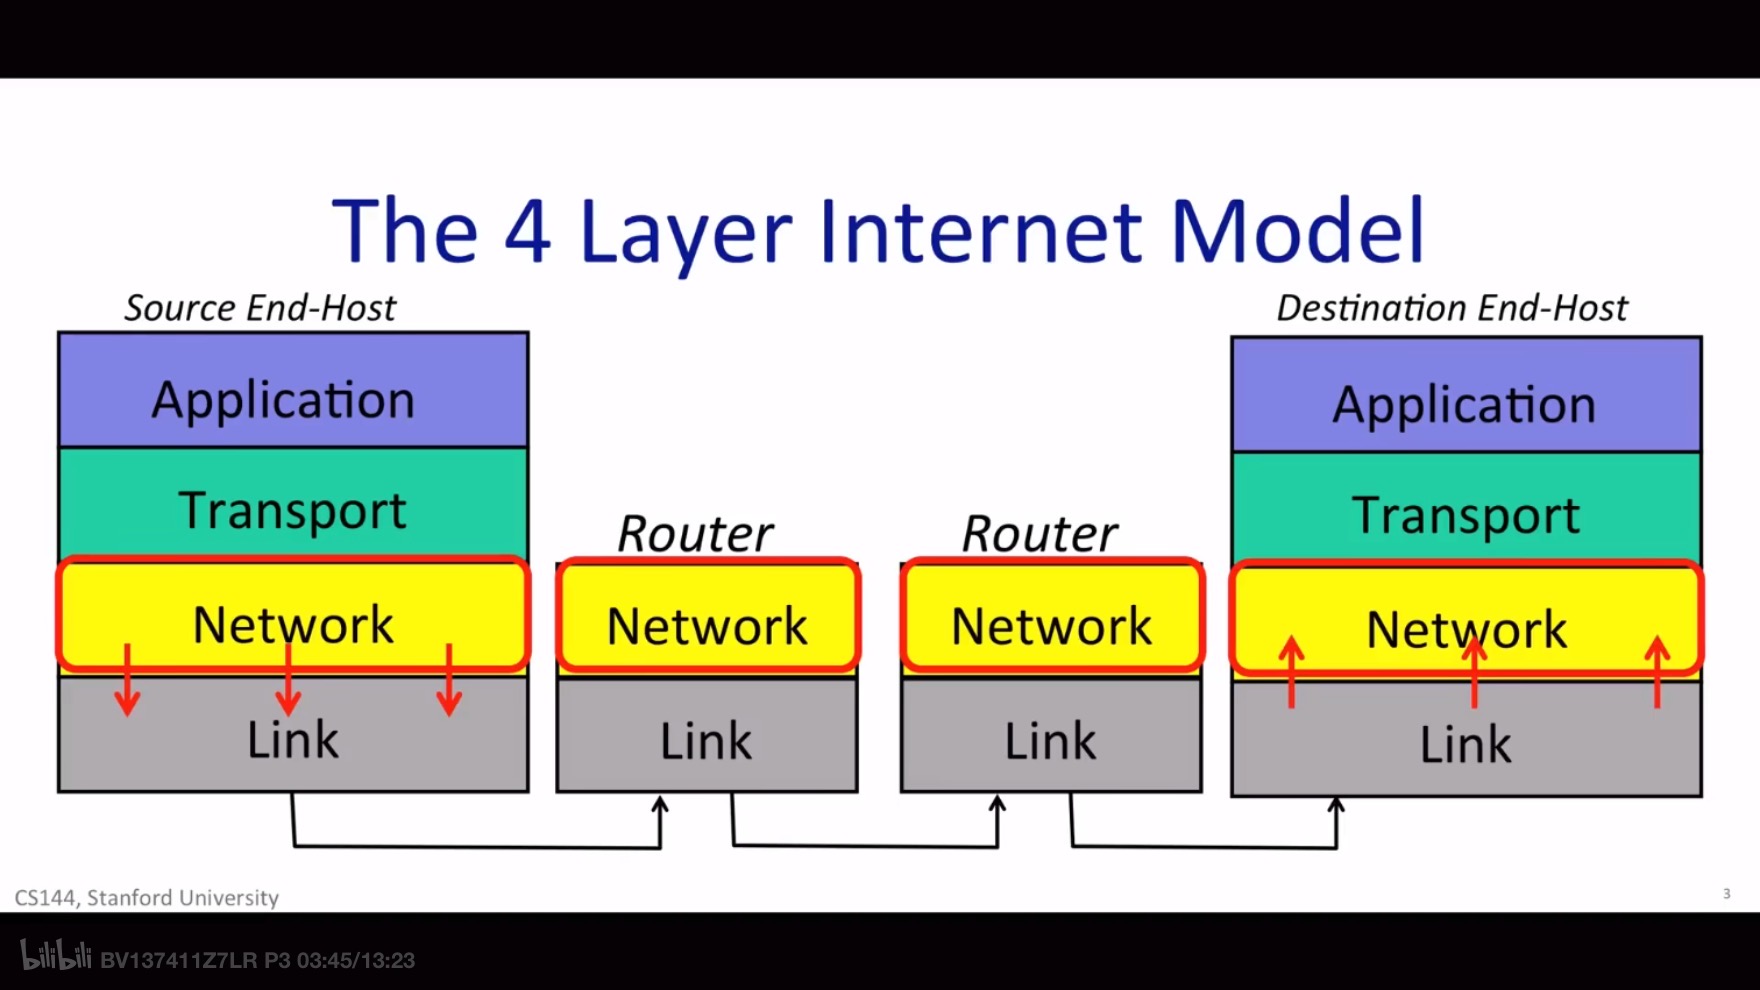 The 4 Layer Internet Model
Source End-Host
Destination End-Host
Application
Application
Transport
Transport
Router
Router
Network
Network
Network
Network
Link
Link
Link
Link
CS144, Stanford University
3
bilibili BV137411Z7LR P3 03:45/13:23